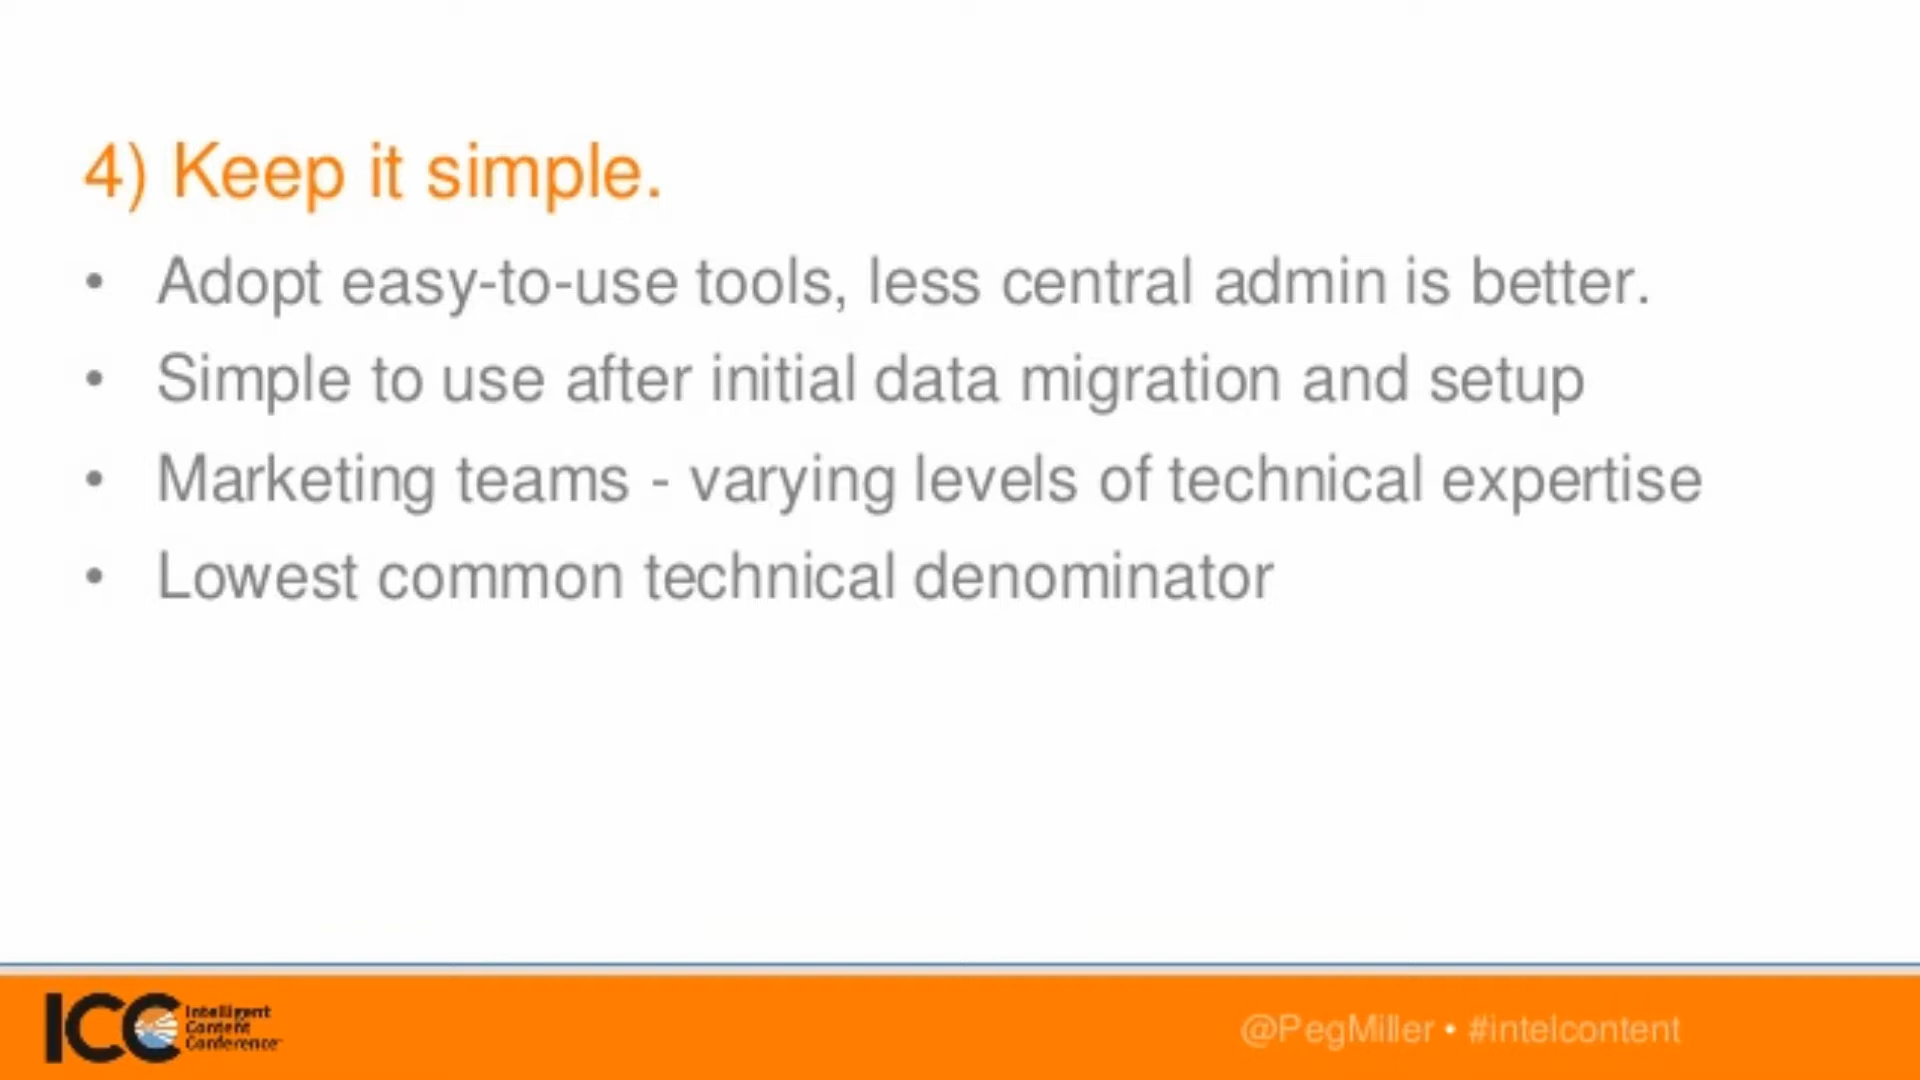 4) Keep it simple.
• Adopt easy-to-use tools, less central admin is better.
• Simple to use after initial data migration and setup
• Marketing teams - varying levels of technical expertise
• Lowest common technical denominator
ICC
Intelligent
Content
Conference
@PegMiller • #intelcontent